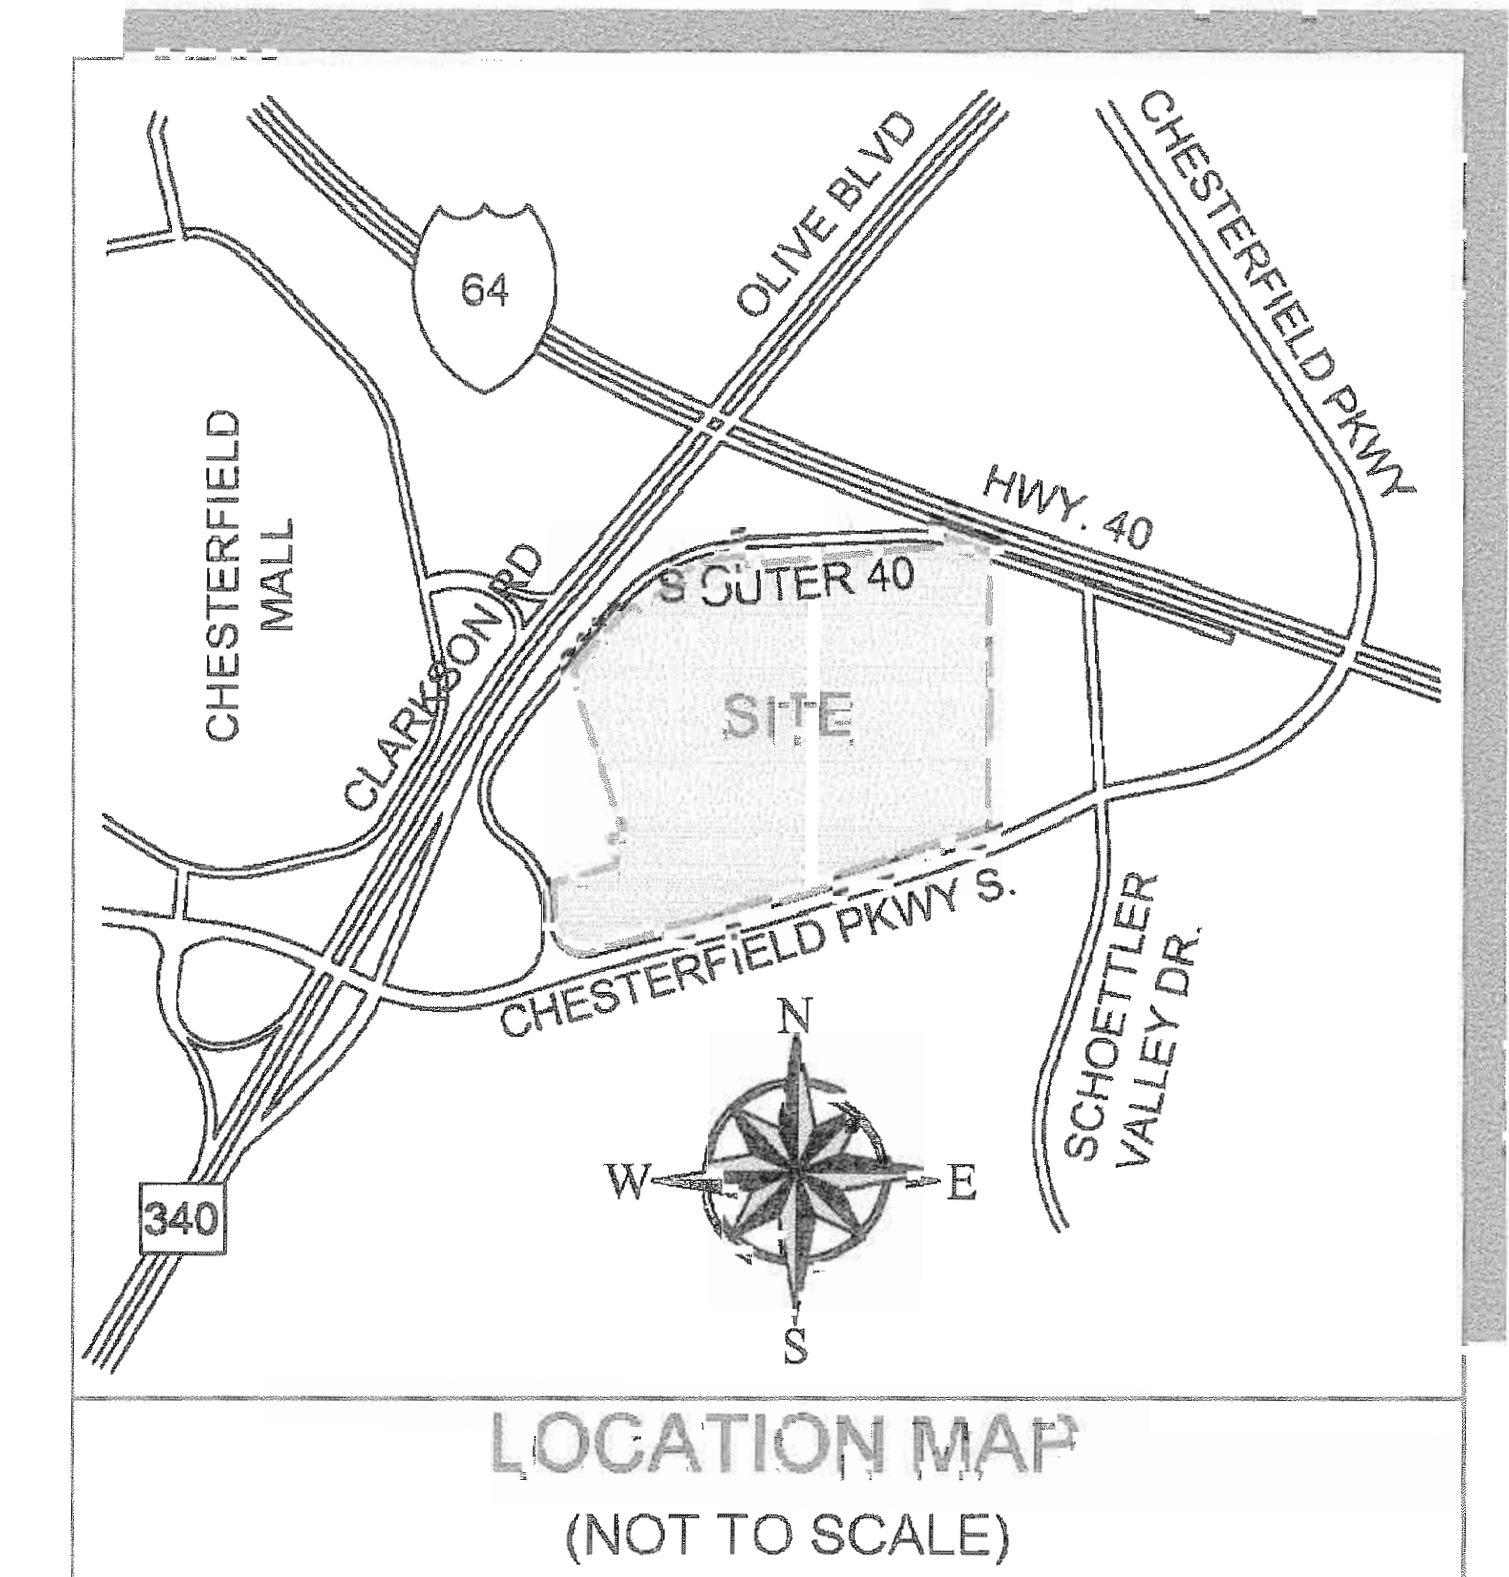 CHESTERFIELD PKWY
OLIVE BLVD
64
HWY. 40
CHESTERFIELD
MALL
CLARKSON RD
S OUTER 40
SITE
CHESTERFIELD PKWY S.
SCHOETTLER
VALLEY DR.
N
W
E
S
340
LOCATION MAP
(NOT TO SCALE)